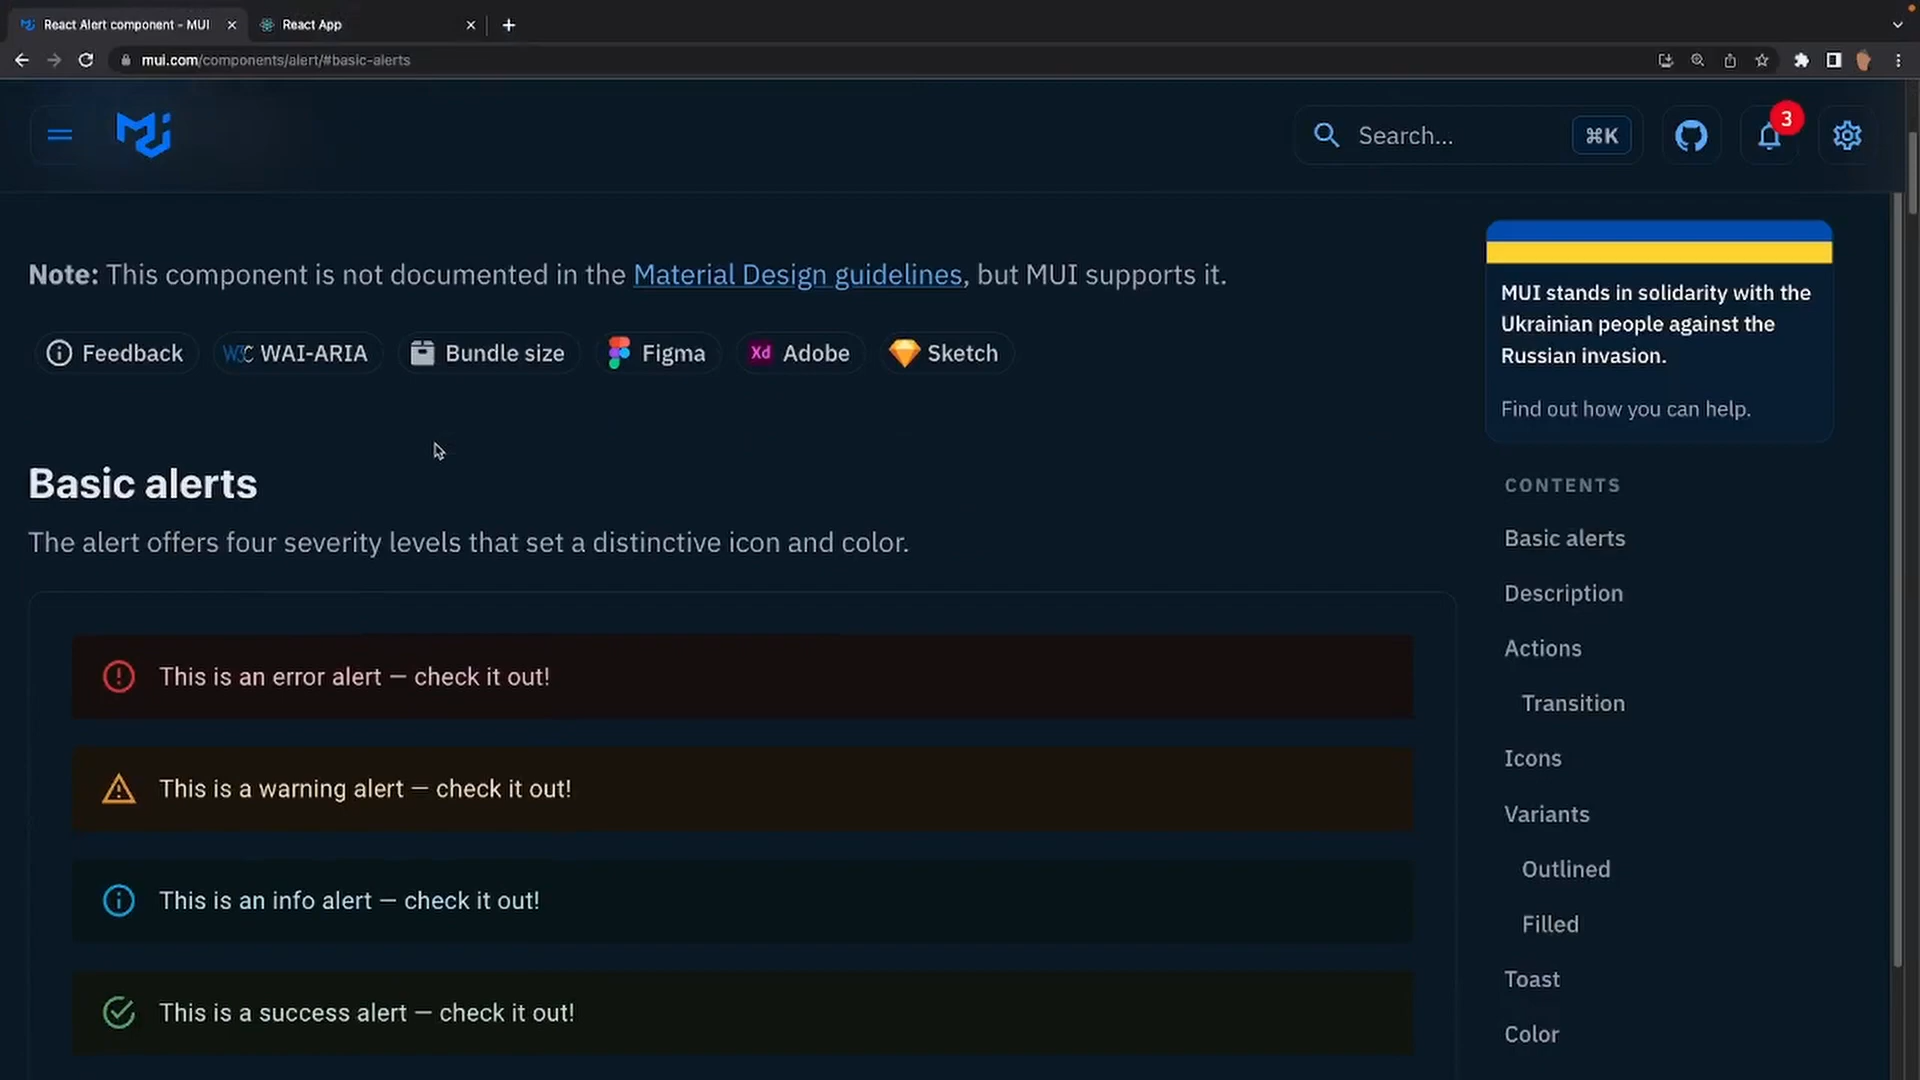 React Alert component - MUI
React App
mui.com/components/alert/#basic-alerts
Search...
⌘K
3
Note: This component is not documented in the Material Design guidelines, but MUI supports it.
Feedback
W3C WAI-ARIA
Bundle size
Figma
Xd Adobe
Sketch
MUI stands in solidarity with the
Ukrainian people against the
Russian invasion.
Find out how you can help.
Basic alerts
The alert offers four severity levels that set a distinctive icon and color.
This is an error alert — check it out!
This is a warning alert — check it out!
This is an info alert — check it out!
This is a success alert — check it out!
CONTENTS
Basic alerts
Description
Actions
Transition
Icons
Variants
Outlined
Filled
Toast
Color